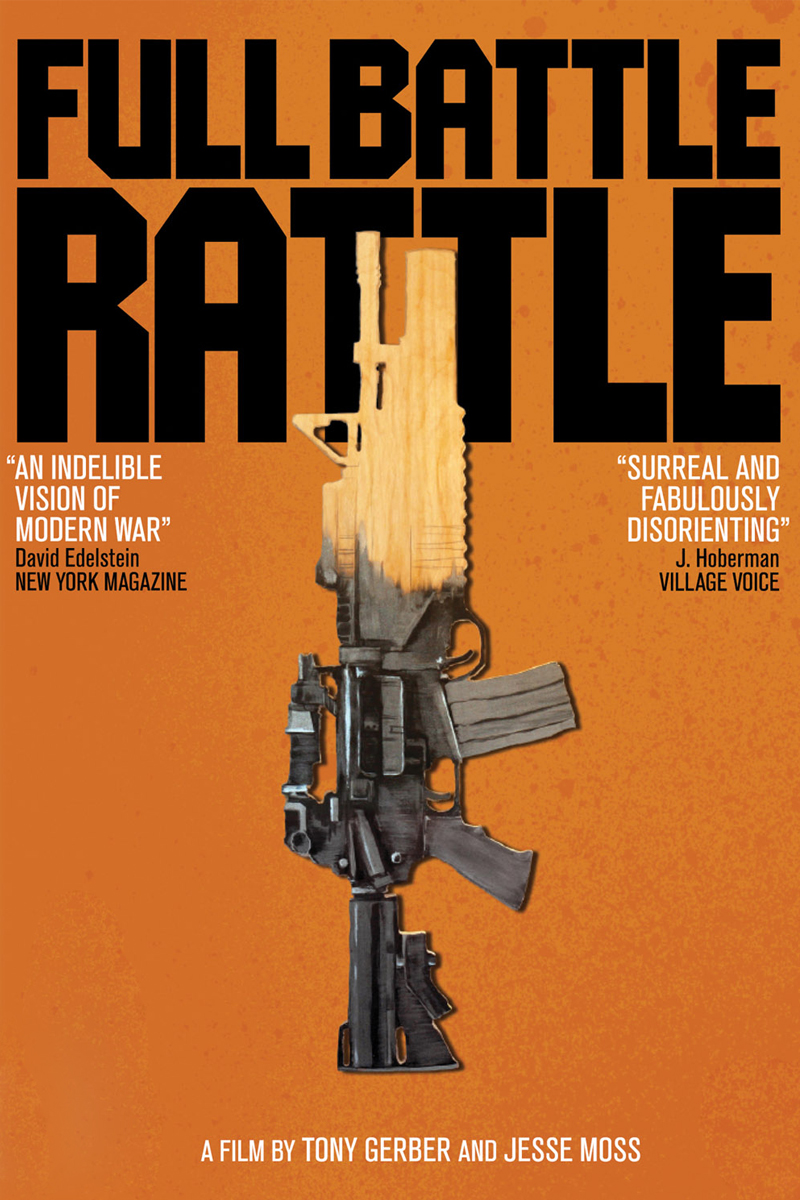 FULL BATTLE
RATTLE
“AN INDELIBLE
VISION OF
MODERN WAR”
David Edelstein
NEW YORK MAGAZINE
“SURREAL AND
FABULOUSLY
DISORIENTING”
J. Hoberman
VILLAGE VOICE
A FILM BY TONY GERBER AND JESSE MOSS